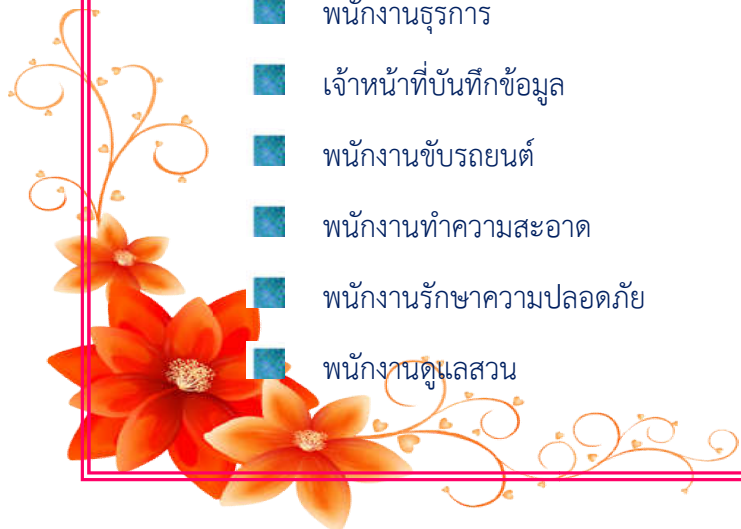 พนักงานธุรการ
เจ้าหน้าที่บันทึกข้อมูล
พนักงานขับรถยนต์
พนักงานทำความสะอาด
พนักงานรักษาความปลอดภัย
พนักงานดูแลสวน